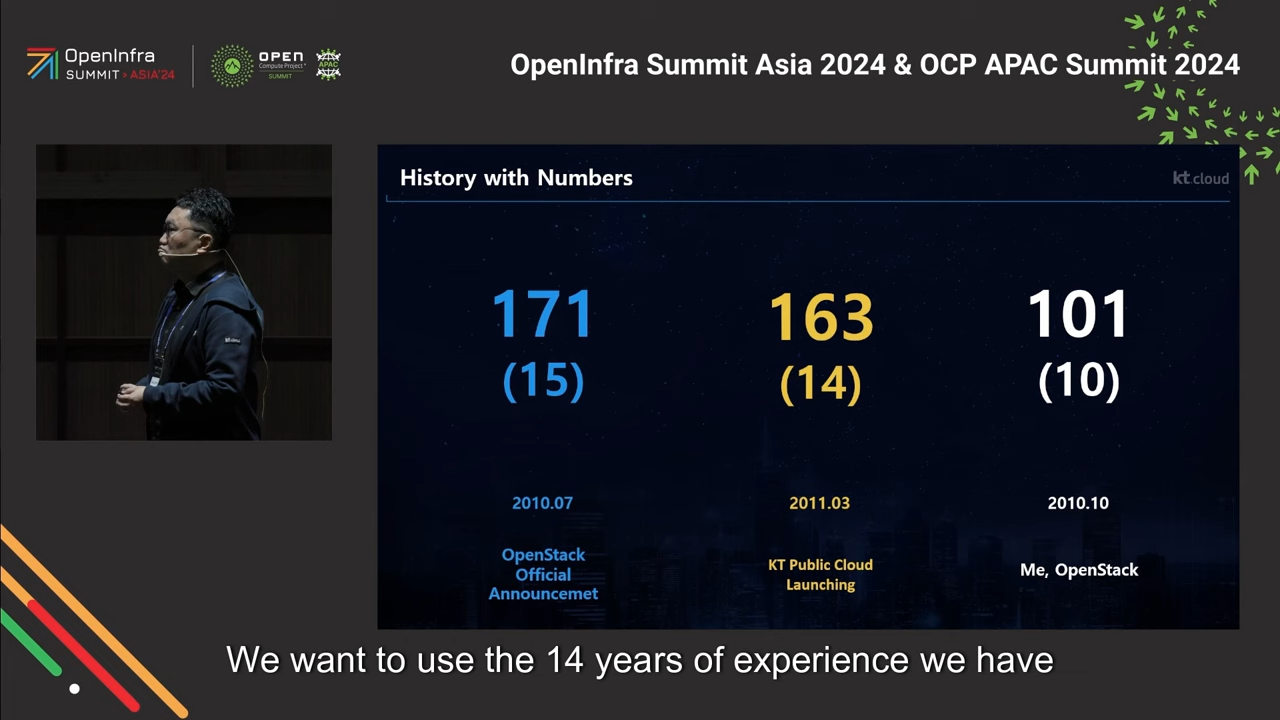 OpenInfra
SUMMIT ASIA'24
OPEN
Compute Project®
SUMMIT
APAC
OpenInfra Summit Asia 2024 & OCP APAC Summit 2024
History with Numbers
kt cloud
171
(15)
163
(14)
101
(10)
2010.07
2011.03
2010.10
OpenStack
Official
Announcemet
KT Public Cloud
Launching
Me, OpenStack
We want to use the 14 years of experience we have